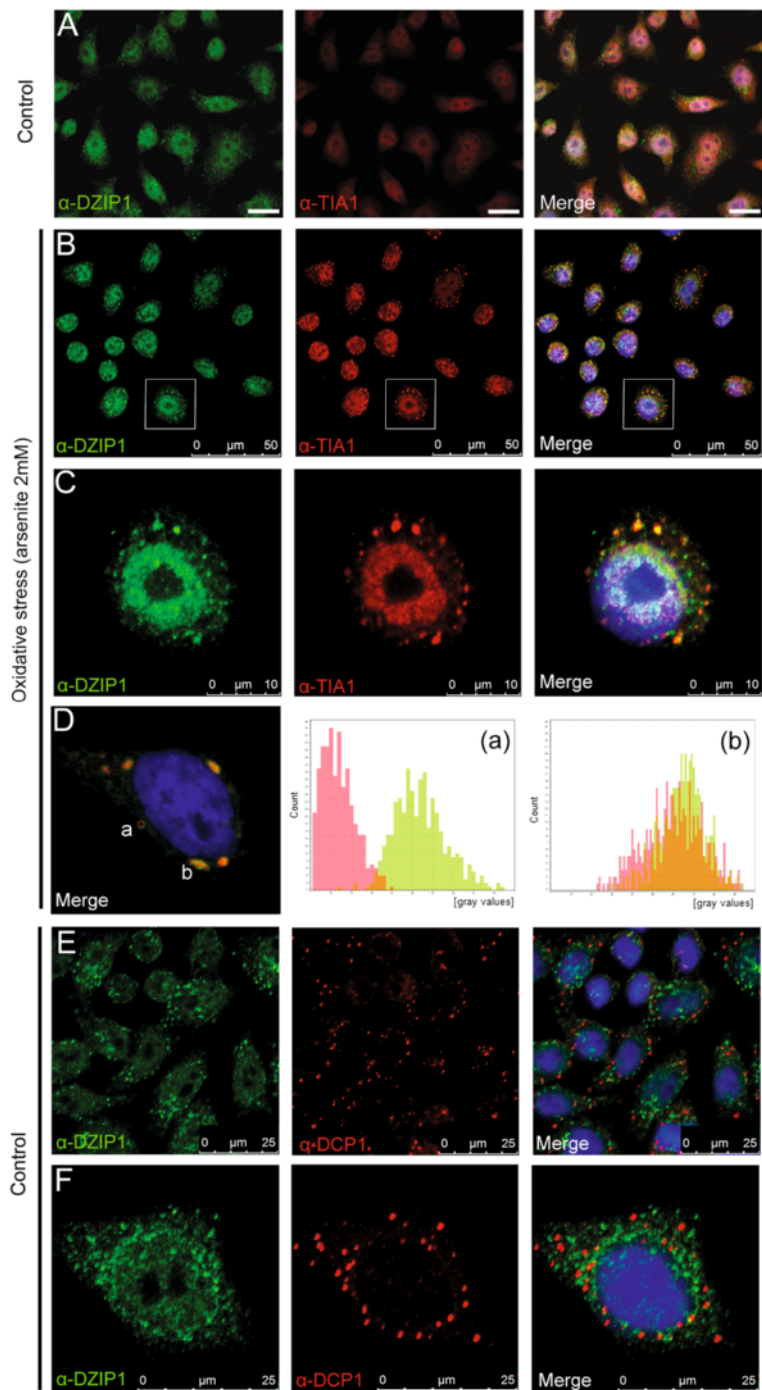 Control
A
α-DZIP1
α-TIA1
Merge
Oxidative stress (arsenite 2mM)
B
α-DZIP1
0 µm 50
α-TIA1
0 µm 50
Merge
0 µm 50
C
α-DZIP1
0 µm 10
α-TIA1
0 µm 10
Merge
0 µm 10
D
a
b
Merge
(a)
Count
[gray values]
(b)
Count
[gray values]
Control
E
α-DZIP1
0 µm 25
α-DCP1
0 µm 25
Merge
0 µm 25
F
α-DZIP1
0 µm 25
α-DCP1
0 µm 25
Merge
0 µm 25